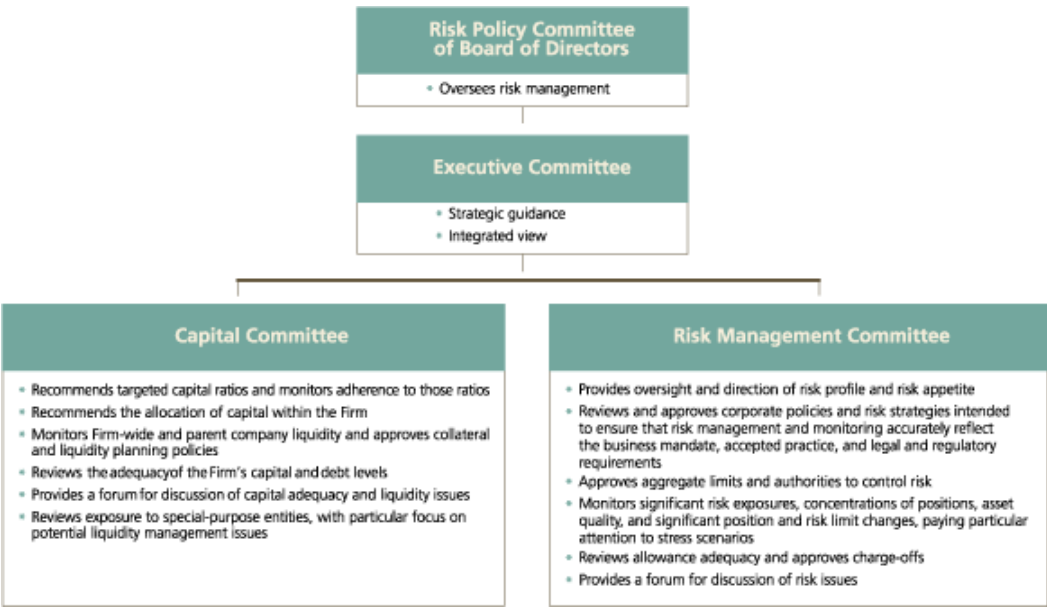 Risk Policy Committee
of Board of Directors
• Oversees risk management
Executive Committee
• Strategic guidance
• Integrated view
Capital Committee
• Recommends targeted capital ratios and monitors adherence to those ratios
• Recommends the allocation of capital within the Firm
• Monitors Firm-wide and parent company liquidity and approves collateral
and liquidity planning policies
• Reviews the adequacy of the Firm's capital and debt levels
• Provides a forum for discussion of capital adequacy and liquidity issues
• Reviews exposure to special-purpose entities, with particular focus on
potential liquidity management issues
Risk Management Committee
• Provides oversight and direction of risk profile and risk appetite
• Reviews and approves corporate policies and risk strategies intended
to ensure that risk management and monitoring accurately reflect
the business mandate, accepted practice, and legal and regulatory
requirements
• Approves aggregate limits and authorities to control risk
• Monitors significant risk exposures, concentrations of positions, asset
quality, and significant position and risk limit changes, paying particular
attention to stress scenarios
• Reviews allowance adequacy and approves charge-offs
• Provides a forum for discussion of risk issues